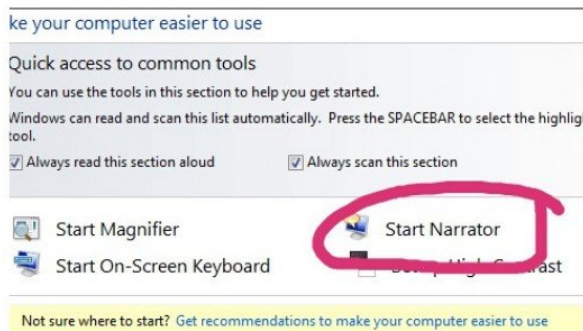 ke your computer easier to use
Quick access to common tools
You can use the tools in this section to help you get started.
Windows can read and scan this list automatically. Press the SPACEBAR to select the highlig
tool.
Always read this section aloud Always scan this section
Start Magnifier Start Narrator
Start On-Screen Keyboard High Contrast
Not sure where to start? Get recommendations to make your computer easier to use